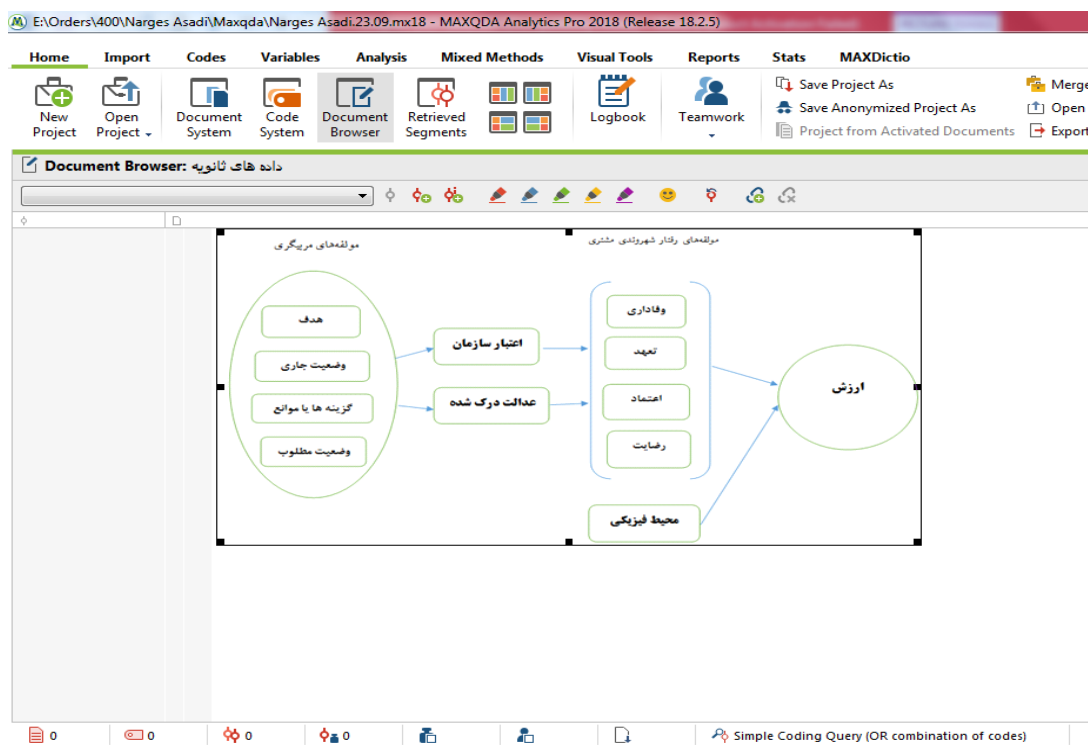 E:\Orders\400\Narges Asadi\Maxqda\Narges Asadi.23.09.mx18 - MAXQDA Analytics Pro 2018 (Release 18.2.5)
Home Import Codes Variables Analysis Mixed Methods Visual Tools Reports Stats MAXDictio
New Project
Open Project
Document System
Code System
Document Browser
Retrieved Segments
Logbook
Teamwork
Save Project As
Save Anonymized Project As
Project from Activated Documents
Merge
Open
Export
Document Browser: داده های ثانویه
مولفه‌های مربیگری
مولفه‌های رفتار شهروندی مشتری
هدف
وضعیت جاری
گزینه ها یا موانع
وضعیت مطلوب
اعتبار سازمان
عدالت درک شده
وفاداری
تعهد
اعتماد
رضایت
محیط فیزیکی
ارزش
0 0 0 0 Simple Coding Query (OR combination of codes)